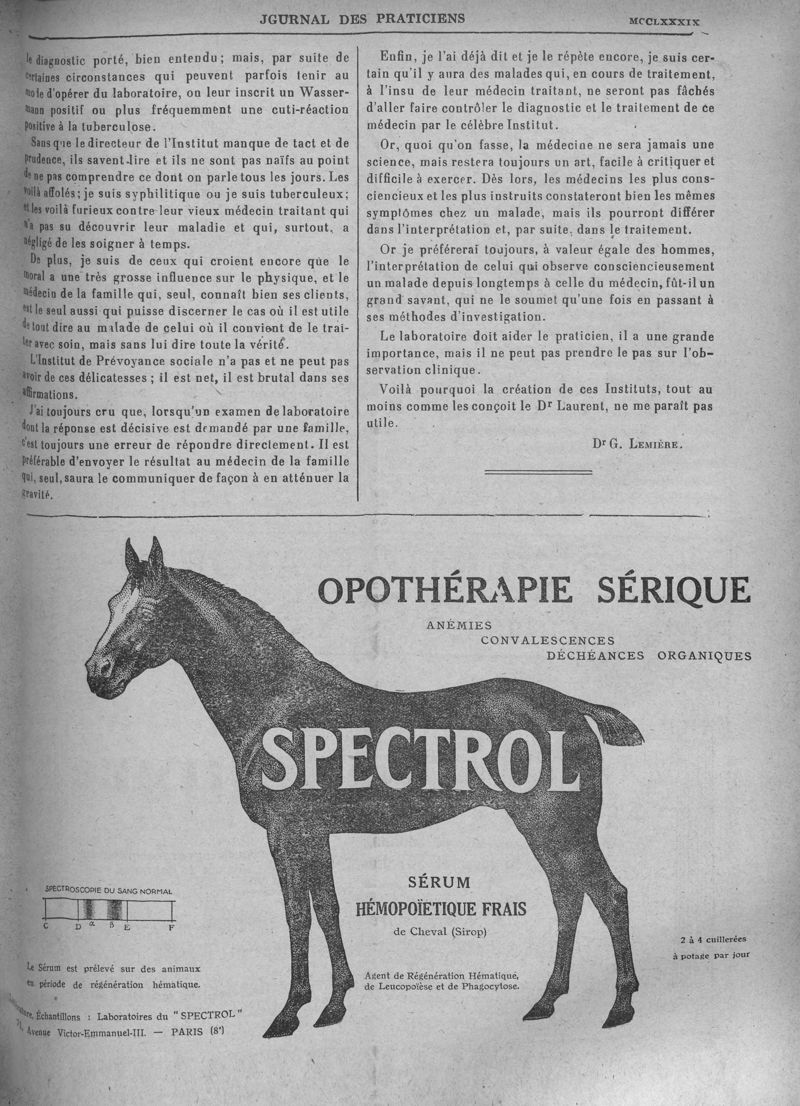 JOURNAL DES PRATICIENS
MCCLXXXIX
le diagnostic porté, bien entendu; mais, par suite de
certaines circonstances qui peuvent parfois tenir au
mode d'opérer du laboratoire, on leur inscrit un Wasser-
mann positif ou plus fréquemment une cuti-réaction
positive à la tuberculose.
Sans que le directeur de l'Institut manque de tact et de
prudence, ils savent lire et ils ne sont pas naïfs au point
de ne pas comprendre ce dont on parle tous les jours. Les
voilà affolés; je suis syphilitique ou je suis tuberculeux;
et les voilà furieux contre leur vieux médecin traitant qui
n'a pas su découvrir leur maladie et qui, surtout, a
négligé de les soigner à temps.
De plus, je suis de ceux qui croient encore que le
moral a une très grosse influence sur le physique, et le
médecin de la famille qui, seul, connaît bien ses clients,
est le seul aussi qui puisse discerner le cas où il est utile
de tout dire au malade de celui où il convient de le trai-
ter avec soin, mais sans lui dire toute la vérité.
L'Institut de Prévoyance sociale n'a pas et ne peut pas
avoir de ces délicatesses; il est net, il est brutal dans ses
affirmations.
J'ai toujours cru que, lorsqu'un examen de laboratoire
dont la réponse est décisive est demandé par une famille,
c'est toujours une erreur de répondre directement. Il est
préférable d'envoyer le résultat au médecin de la famille
qui, seul, saura le communiquer de façon à en atténuer la
gravité.
Enfin, je l'ai déjà dit et je le répète encore, je suis cer-
tain qu'il y aura des malades qui, en cours de traitement,
à l'insu de leur médecin traitant, ne seront pas fâchés
d'aller faire contrôler le diagnostic et le traitement de ce
médecin par le célèbre Institut.
Or, quoi qu'on fasse, la médecine ne sera jamais une
science, mais restera toujours un art, facile à critiquer et
difficile à exercer. Dès lors, les médecins les plus cons-
ciencieux et les plus instruits constateront bien les mêmes
symptômes chez un malade, mais ils pourront différer
dans l'interprétation et, par suite, dans le traitement.
Or je préférerai toujours, à valeur égale des hommes,
l'interprétation de celui qui observe consciencieusement
un malade depuis longtemps à celle du médecin, fût-il un
grand savant, qui ne le soumet qu'une fois en passant à
ses méthodes d'investigation.
Le laboratoire doit aider le praticien, il a une grande
importance, mais il ne peut pas prendre le pas sur l'ob-
servation clinique.
Voilà pourquoi la création de ces Instituts, tout au
moins comme les conçoit le Dr Laurent, ne me paraît pas
utile.
Dr G. LEMIÈRE.
OPOTHÉRAPIE SÉRIQUE
ANÉMIES
CONVALESCENCES
DÉCHÉANCES ORGANIQUES
SPECTROL
SPECTROSCOPIE DU SANG NORMAL
C D α β E F
SÉRUM
HÉMOPOÏETIQUE FRAIS
de Cheval (Sirop)
Agent de Régénération Hématique,
de Leucopoïèse et de Phagocytose.
2 à 4 cuillerées
à potage par jour
Le Sérum est prélevé sur des animaux
en période de régénération hématique.
Échantillons : Laboratoires du "SPECTROL"
Avenue Victor-Emmanuel-III. — PARIS (8e)